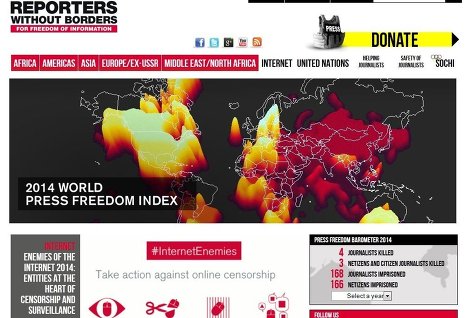 REPORTERS
WITHOUT BORDERS
FOR FREEDOM OF INFORMATION
PRESS
DONATE
AFRICA AMERICAS ASIA EUROPE/EX-USSR MIDDLE EAST/NORTH AFRICA INTERNET UNITED NATIONS HELPING JOURNALISTS SAFETY OF JOURNALISTS SOCHI
2014 WORLD
PRESS FREEDOM INDEX
INTERNET
ENEMIES OF THE
INTERNET 2014:
ENTITIES AT THE
HEART OF
CENSORSHIP AND
SURVEILLANCE
#InternetEnemies
Take action against online censorship
PRESS FREEDOM BAROMETER 2014
4 JOURNALISTS KILLED
3 NETIZENS AND CITIZEN JOURNALISTS KILLED
168 JOURNALISTS IMPRISONED
166 NETIZENS IMPRISONED
Select a year
FOLLOW US